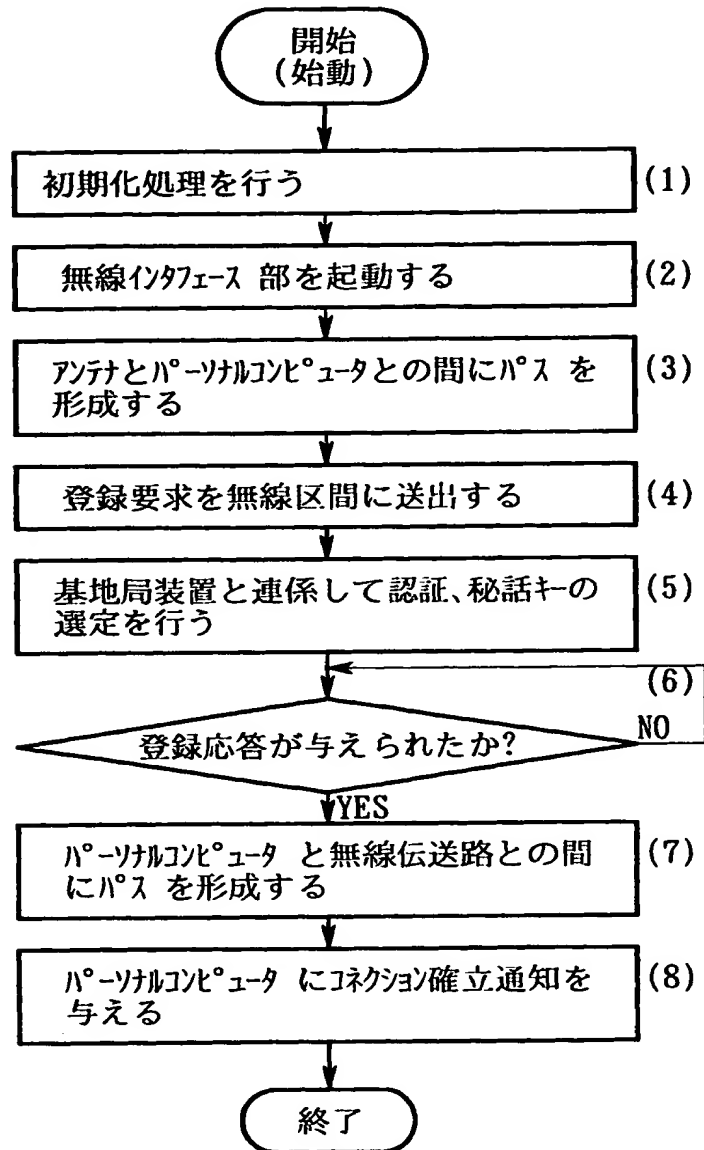 開始
(始動)
初期化処理を行う
(1)
無線ｲﾝﾀﾌｪｰｽ 部を起動する
(2)
ｱﾝﾃﾅとﾊﾟｰｿﾅﾙｺﾝﾋﾟｭｰﾀとの間にﾊﾟｽ を
形成する
(3)
登録要求を無線区間に送出する
(4)
基地局装置と連係して認証､秘話ｷｰの
選定を行う
(5)
(6)
登録応答が与えられたか?
NO
YES
ﾊﾟｰｿﾅﾙｺﾝﾋﾟｭｰﾀ と無線伝送路との間
にﾊﾟｽ を形成する
(7)
ﾊﾟｰｿﾅﾙｺﾝﾋﾟｭｰﾀ にｺﾈｸｼｮﾝ確立通知を
与える
(8)
終了